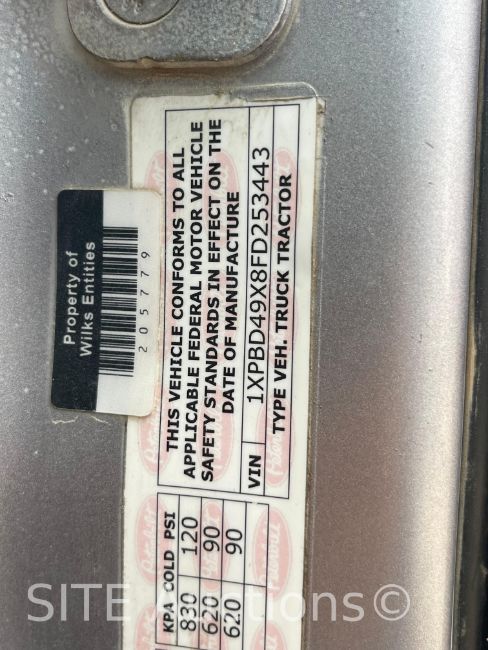 Property of
Wilks Entities
205779
THIS VEHICLE CONFORMS TO ALL
APPLICABLE FEDERAL MOTOR VEHICLE
SAFETY STANDARDS IN EFFECT ON THE
DATE OF MANUFACTURE
VIN 1XPBD49X8FD253443
TYPE VEH. TRUCK TRACTOR
KPA COLD PSI
830 120
620 90
620 90
SITE Auctions©